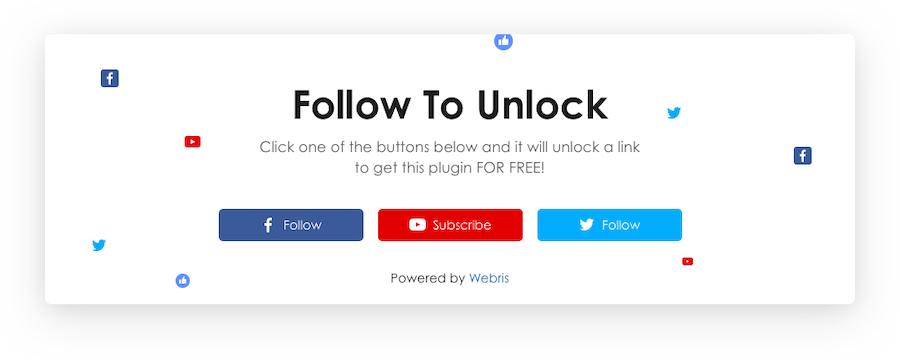 Follow To Unlock
Click one of the buttons below and it will unlock a link
to get this plugin FOR FREE!
Follow
Subscribe
Follow
Powered by Webris